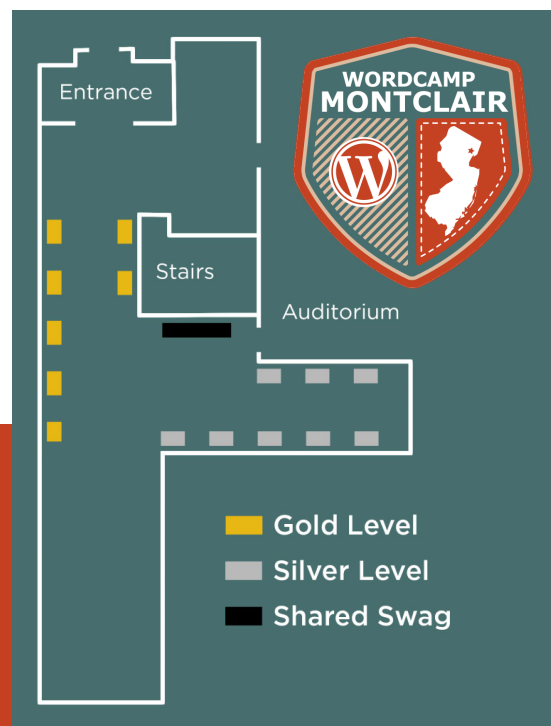 Entrance
WORDCAMP
MONTCLAIR
W
Stairs
Auditorium
Gold Level
Silver Level
Shared Swag